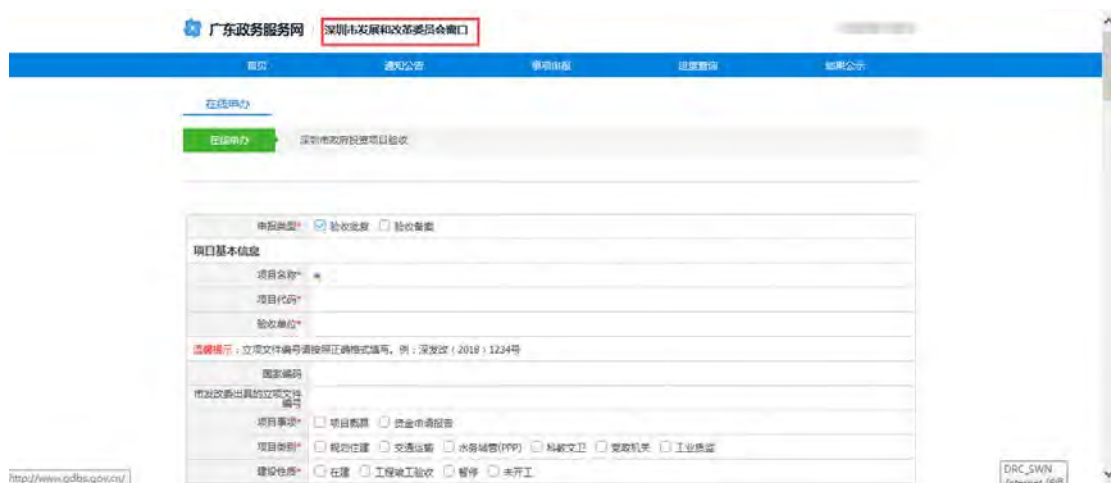 广东政务服务网 深圳市发展和改革委员会窗口
首页 通知公告 事项申报 进度查询 结果公示
在线申办
在线申办 深圳市政府投资项目验收
申报类型* 验收批复 验收备案
项目基本信息
项目名称*
项目代码*
验收单位*
温馨提示：立项文件编号请按照正确格式填写。例：深发改（2018）1234号
国家编码
市发改委出具的立项文件
编号
项目事项* 项目概算 资金申请报告
项目类别* 规划住建 交通运输 水务城管(PPP) 科教文卫 党政机关 工业质监
建设性质* 在建 工程竣工验收 暂停 未开工
http://www.gdbs.gov.cn/
DRC_SWN